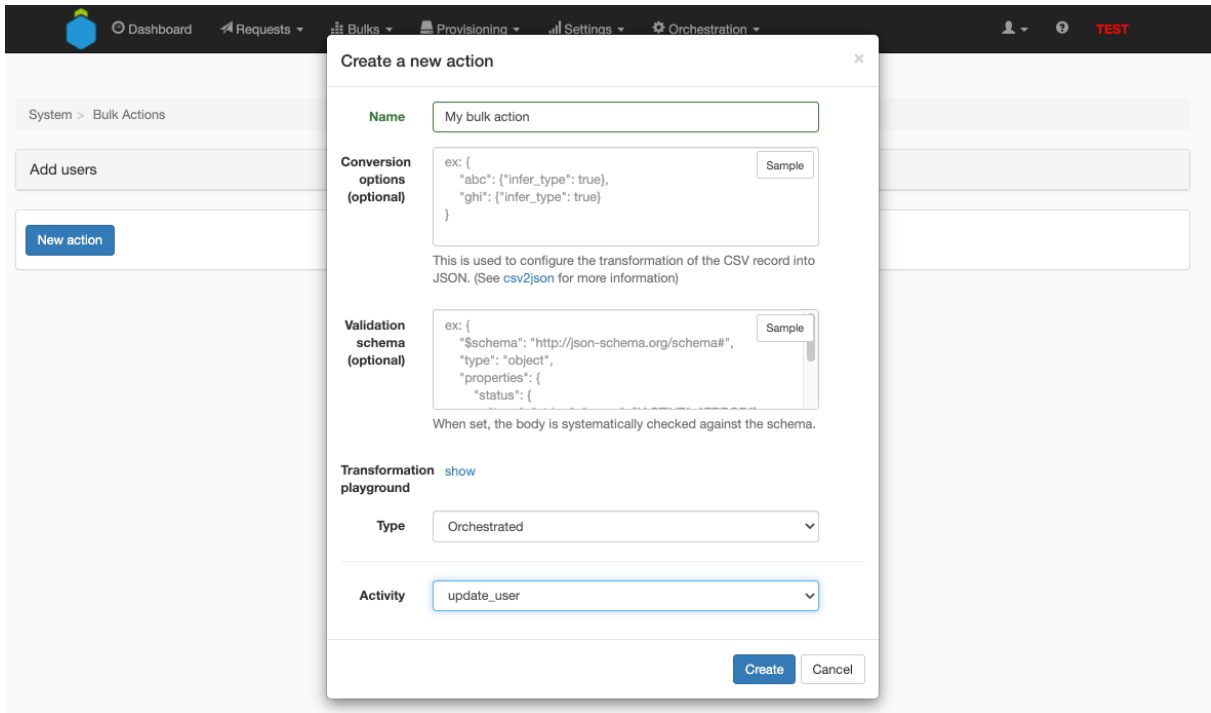 Dashboard Requests Bulks Provisioning Settings Orchestration TEST
Create a new action ×
System > Bulk Actions
Name My bulk action
Add users
Conversion options (optional)
ex: {
"abc": {"infer_type": true},
"ghi": {"infer_type": true}
}
Sample
New action
This is used to configure the transformation of the CSV record into
JSON. (See csv2json for more information)
Validation schema (optional)
ex: {
"$schema": "http://json-schema.org/schema#",
"type": "object",
"properties": {
"status": {
Sample
When set, the body is systematically checked against the schema.
Transformation playground show
Type Orchestrated
Activity update_user
Create Cancel